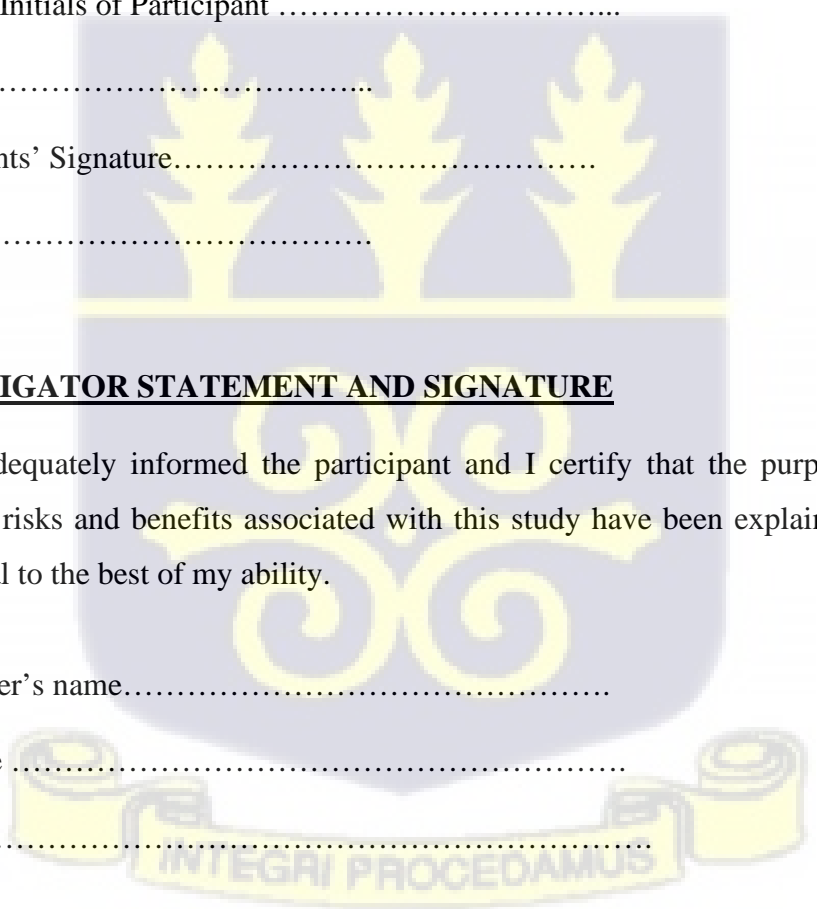 Initials of Participant …………………………...
………………………………...
nts’ Signature………………………………….
……………………………….
IGATOR STATEMENT AND SIGNATURE
dequately informed the participant and I certify that the purp
risks and benefits associated with this study have been explain
l to the best of my ability.
er’s name……………………………………….
e ………………………………………………….
…………………………………………………….
INTEGRI PROCEDAMUS